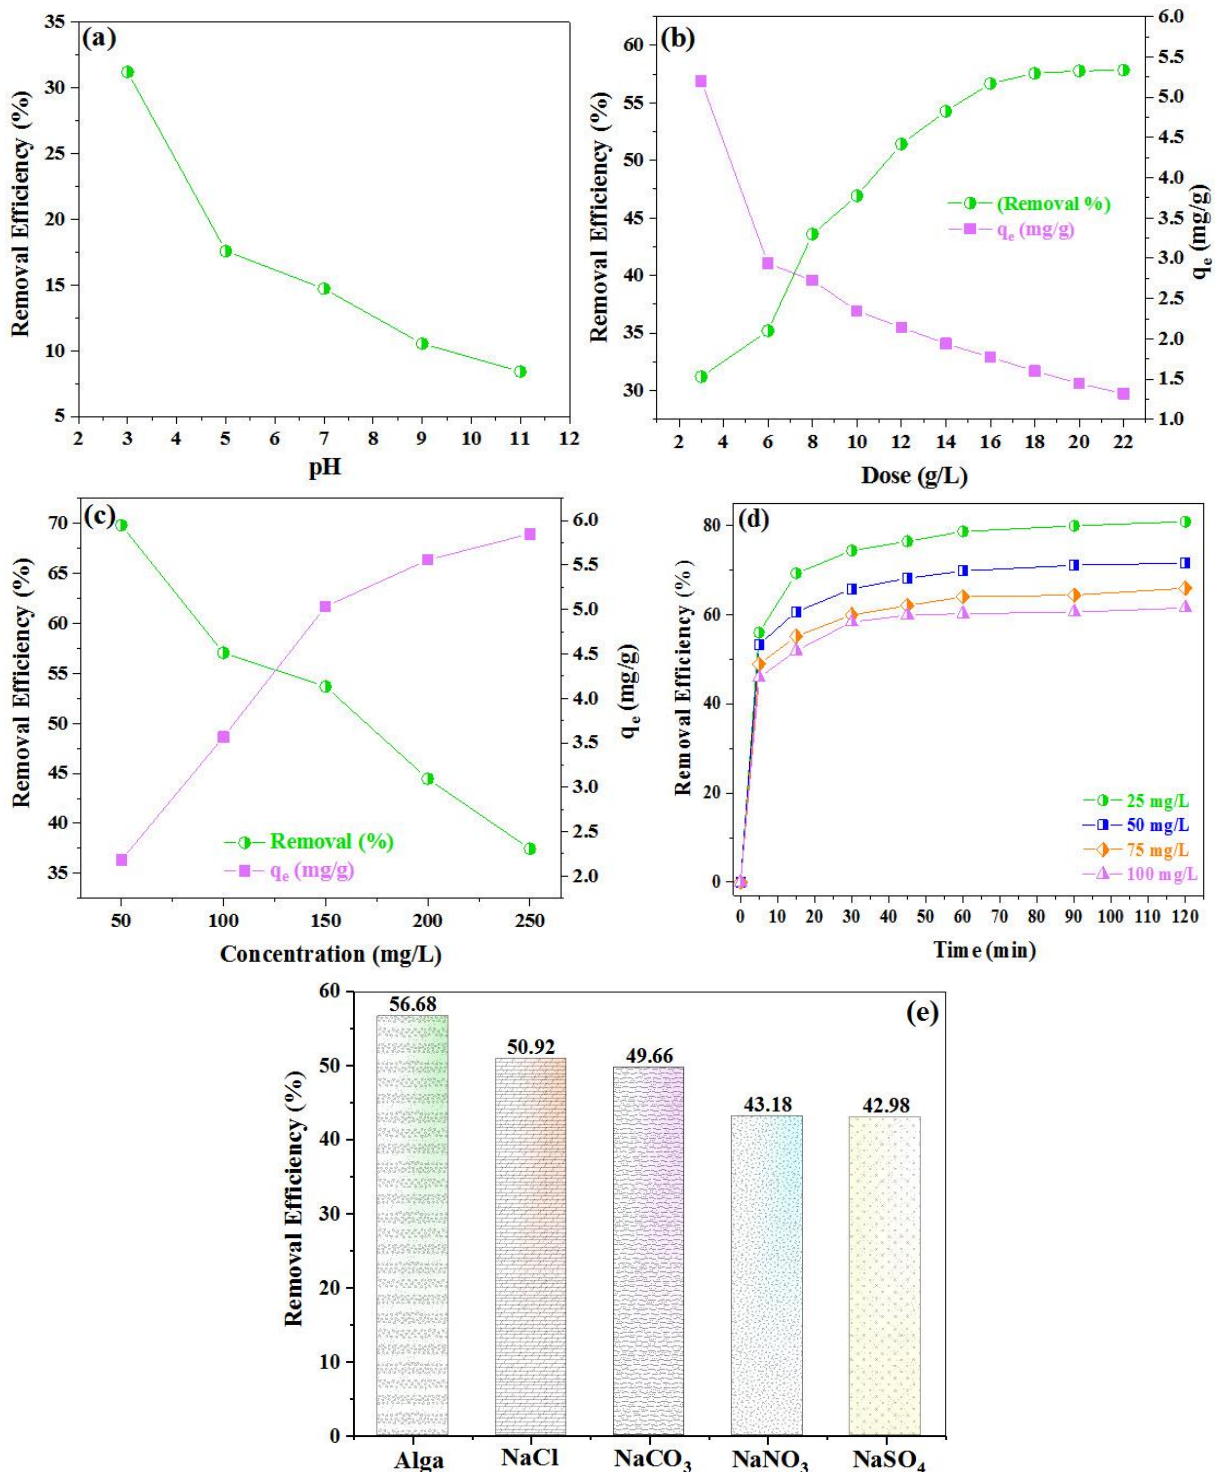 (a)
Removal Efficiency (%)
35
30
25
20
15
10
5
2 3 4 5 6 7 8 9 10 11 12
pH
(b)
Removal Efficiency (%)
60
55
50
45
40
35
30
6.0
5.5
5.0
4.5
4.0
3.5
3.0
2.5
2.0
1.5
1.0
qe (mg/g)
(Removal %)
qe (mg/g)
2 4 6 8 10 12 14 16 18 20 22
Dose (g/L)
(c)
Removal Efficiency (%)
70
65
60
55
50
45
40
35
6.0
5.5
5.0
4.5
4.0
3.5
3.0
2.5
2.0
qe (mg/g)
Removal (%)
qe (mg/g)
50 100 150 200 250
Concentration (mg/L)
(d)
Removal Efficiency (%)
80
60
40
20
0
25 mg/L
50 mg/L
75 mg/L
100 mg/L
0 10 20 30 40 50 60 70 80 90 100 110 120
Time (min)
(e)
Removal Efficiency (%)
60
50
40
30
20
10
0
56.68
50.92
49.66
43.18
42.98
Alga NaCl NaCO₃ NaNO₃ NaSO₄